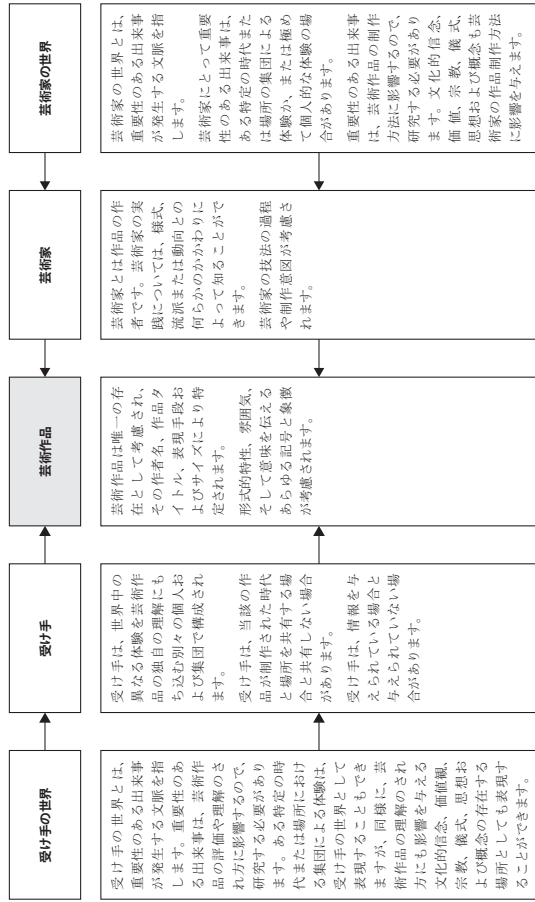 受け手の世界
受け手の世界とは、
重要性のある出来事
が発生する文脈を指
します。重要性のあ
る出来事は、芸術作
品の評価や理解のさ
れ方に影響するので、
研究する必要があり
ます。ある特定の時
代または場所におけ
る集団による体験は、
受け手の世界として
表現することもでき
ますが、同様に、芸
術作品の理解のされ
方にも影響を与える
文化的信念、価値観、
宗教、儀式、思想お
よび概念の存在する
場所としても表現す
ることができます。
受け手
受け手は、世界中の
異なる体験を芸術作
品の独自の理解にも
ち込む別々の個人お
よび集団で構成され
ます。
受け手は、当該の作
品が制作された時代
と場所を共有する場
合と共有しない場合
があります。
受け手は、情報を与
えられている場合と
与えられていない場
合があります。
芸術作品
芸術作品は唯一の存
在として考慮され、
その作者名、作品タ
イトル、表現手段お
よびサイズにより特
定されます。
形式的特性、雰囲気、
そして意味を伝える
あらゆる記号と象徴
が考慮されます。
芸術家
芸術家とは作品の作
者です。芸術家の実
践については、様式、
流派または動向との
何らかのかかわりに
よって知ることがで
きます。
芸術家の技法の過程
や制作意図が考慮さ
れます。
芸術家の世界
芸術家の世界とは、
重要性のある出来事
が発生する文脈を指
します。
芸術家にとって重要
性のある出来事は、
ある特定の時代また
は場所の集団による
体験か、または極め
て個人的な体験の場
合があります。
重要性のある出来事
は、芸術作品の制作
方法に影響するので、
研究する必要があり
ます。文化的信念、
価値、宗教、儀式、
思想および概念も芸
術家の作品制作方法
に影響を与えます。